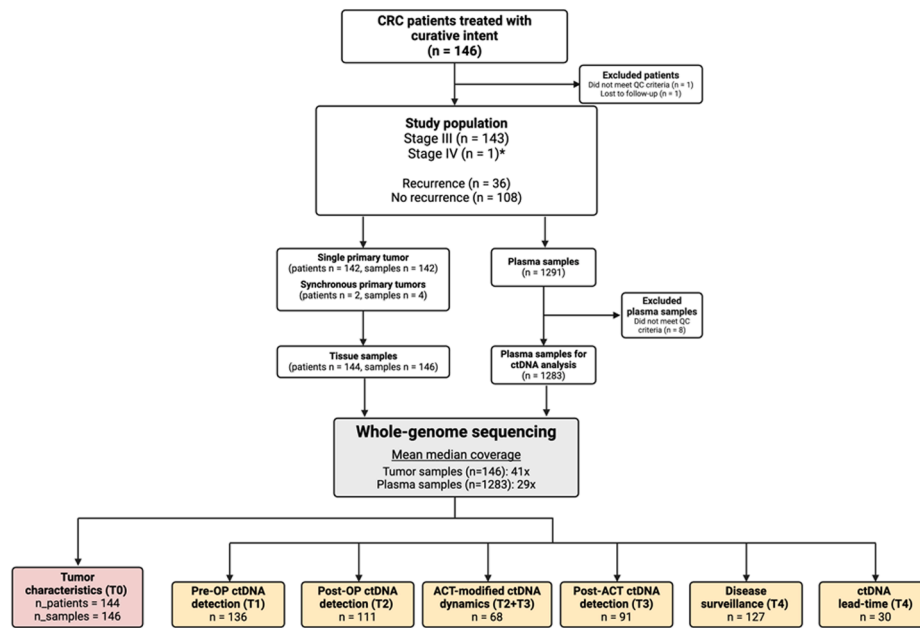 CRC patients treated with
curative intent
(n = 146)
Excluded patients
Did not meet QC criteria (n = 1)
Lost to follow-up (n = 1)
Study population
Stage III (n = 143)
Stage IV (n = 1)*
Recurrence (n = 36)
No recurrence (n = 108)
Single primary tumor
(patients n = 142, samples n = 142)
Synchronous primary tumors
(patients n = 2, samples n = 4)
Plasma samples
(n = 1291)
Excluded
plasma samples
Did not meet QC
criteria (n = 8)
Tissue samples
(patients n = 144, samples n = 146)
Plasma samples for
ctDNA analysis
(n = 1283)
Whole-genome sequencing
Mean median coverage
Tumor samples (n=146): 41x
Plasma samples (n=1283): 29x
Tumor
characteristics (T0)
n_patients = 144
n_samples = 146
Pre-OP ctDNA
detection (T1)
n = 136
Post-OP ctDNA
detection (T2)
n = 111
ACT-modified ctDNA
dynamics (T2+T3)
n = 68
Post-ACT ctDNA
detection (T3)
n = 91
Disease
surveillance (T4)
n = 127
ctDNA
lead-time (T4)
n = 30